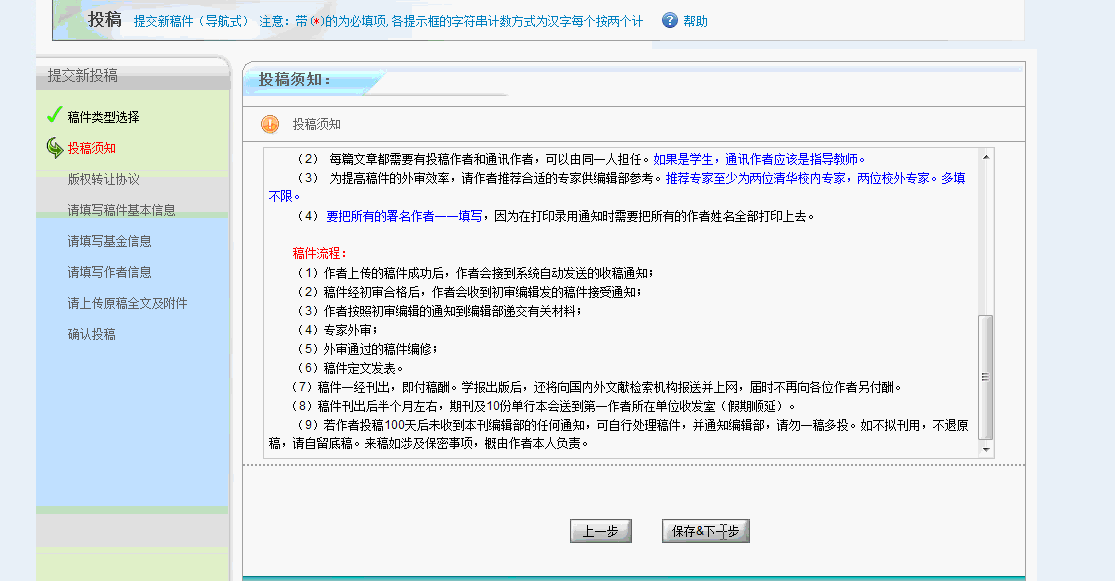 投稿 提交新稿件（导航式） 注意：带(*)的为必填项,各提示框的字符串计数方式为汉字每个按两个计 帮助
提交新投稿
稿件类型选择
投稿须知
版权转让协议
请填写稿件基本信息
请填写基金信息
请填写作者信息
请上传原稿全文及附件
确认投稿
投稿须知：
投稿须知
（2） 每篇文章都需要有投稿作者和通讯作者，可以由同一人担任。如果是学生，通讯作者应该是指导教师。
（3） 为提高稿件的外审效率，请作者推荐合适的专家供编辑部参考。推荐专家至少为两位清华校内专家，两位校外专家。多填
不限。
（4） 要把所有的署名作者一一填写，因为在打印录用通知时需要把所有的作者姓名全部打印上去。
稿件流程：
（1）作者上传的稿件成功后，作者会接到系统自动发送的收稿通知；
（2）稿件经初审合格后，作者会收到初审编辑发的稿件接受通知；
（3）作者按照初审编辑的通知到编辑部递交有关材料；
（4）专家外审；
（5）外审通过的稿件编修；
（6）稿件定文发表。
（7）稿件一经刊出，即付稿酬。学报出版后，还将向国内外文献检索机构报送并上网，届时不再向各位作者另付酬。
（8）稿件刊出后半个月左右，期刊及10份单行本会送到第一作者所在单位收发室（假期顺延）。
（9）若作者投稿100天后未收到本刊编辑部的任何通知，可自行处理稿件，并通知编辑部，请勿一稿多投。如不拟刊用，不退原
稿，请自留底稿。来稿如涉及保密事项，概由作者本人负责。
上一步 保存&下一步